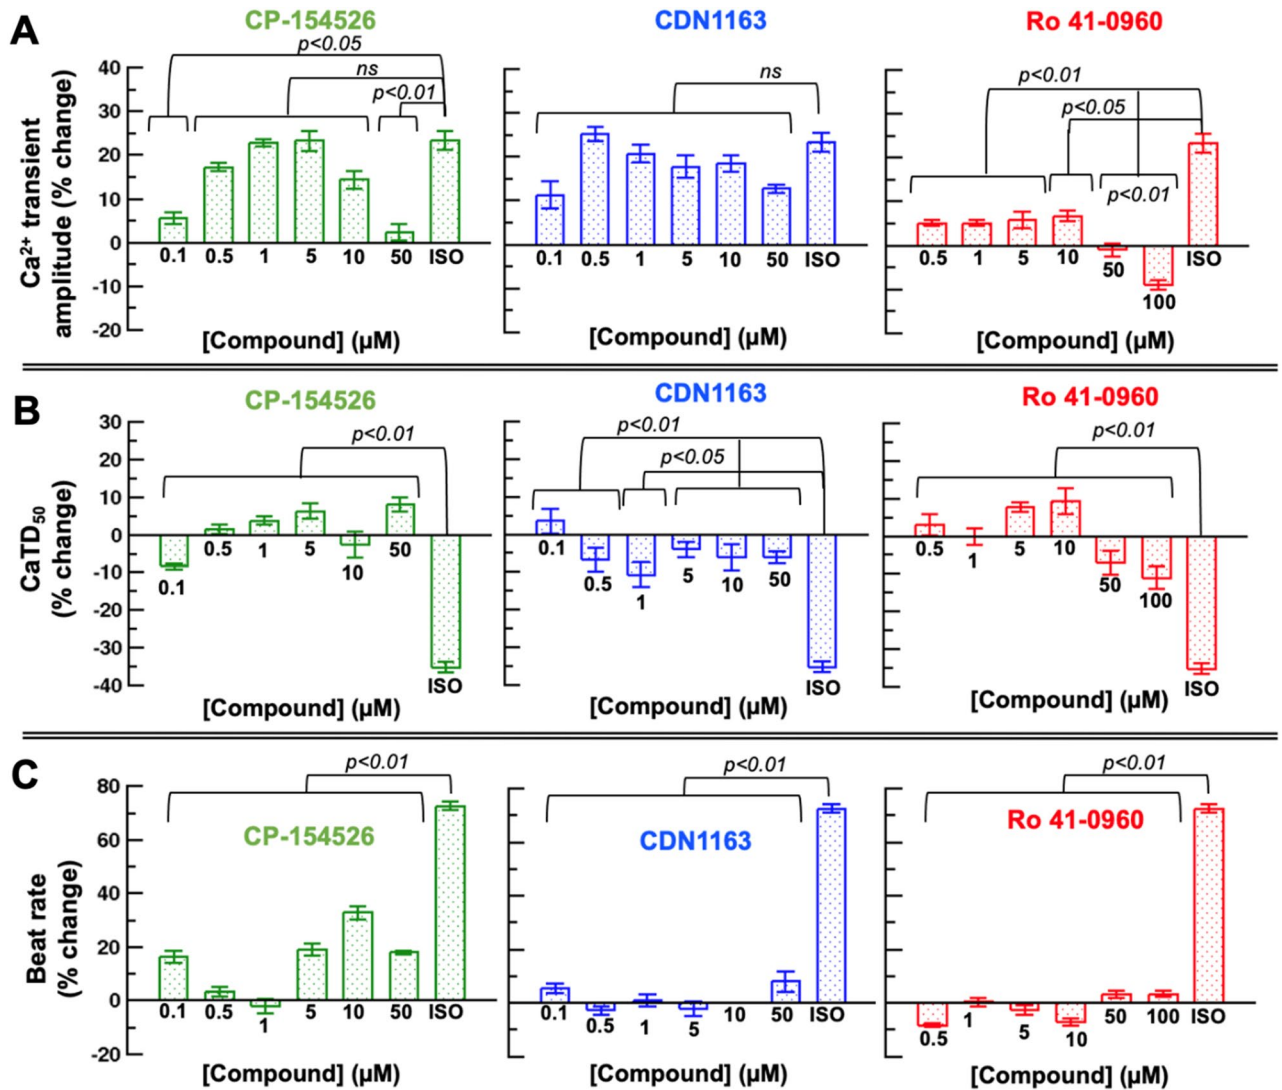 A
CP-154526
CDN1163
Ro 41-0960
p<0.05
ns
p<0.01
ns
p<0.01
p<0.05
p<0.01
Ca²⁺ transient
amplitude (% change)
40
30
20
10
0
-10
-20
0.1 0.5 1 5 10 50 ISO
0.1 0.5 1 5 10 50 ISO
0.5 1 5 10 50 100 ISO
[Compound] (µM)
[Compound] (µM)
[Compound] (µM)
B
CP-154526
CDN1163
Ro 41-0960
p<0.01
p<0.01
p<0.05
p<0.01
CaTD₅₀
(% change)
30
20
10
0
-10
-20
-30
-40
0.1 0.5 1 5 10 50 ISO
0.1 0.5 1 5 10 50 ISO
0.5 1 5 10 50 100 ISO
[Compound] (µM)
[Compound] (µM)
[Compound] (µM)
C
p<0.01
p<0.01
p<0.01
CP-154526
CDN1163
Ro 41-0960
Beat rate
(% change)
80
60
40
20
0
-20
0.1 0.5 1 5 10 50 ISO
0.1 0.5 1 5 10 50 ISO
0.5 1 5 10 50 100 ISO
[Compound] (µM)
[Compound] (µM)
[Compound] (µM)